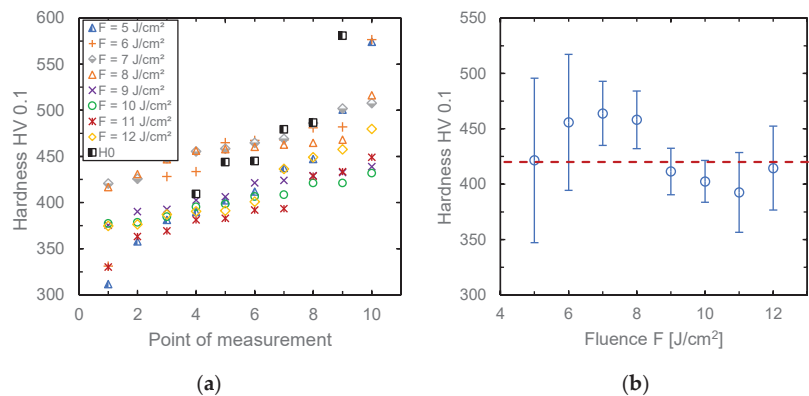 600
550
500
450
400
350
300
Hardness HV 0.1
F = 5 J/cm²
F = 6 J/cm²
F = 7 J/cm²
F = 8 J/cm²
F = 9 J/cm²
F = 10 J/cm²
F = 11 J/cm²
F = 12 J/cm²
H0
0 2 4 6 8 10
Point of measurement
(a)
550
500
450
400
350
300
Hardness HV 0.1
4 6 8 10 12
Fluence F [J/cm²]
(b)